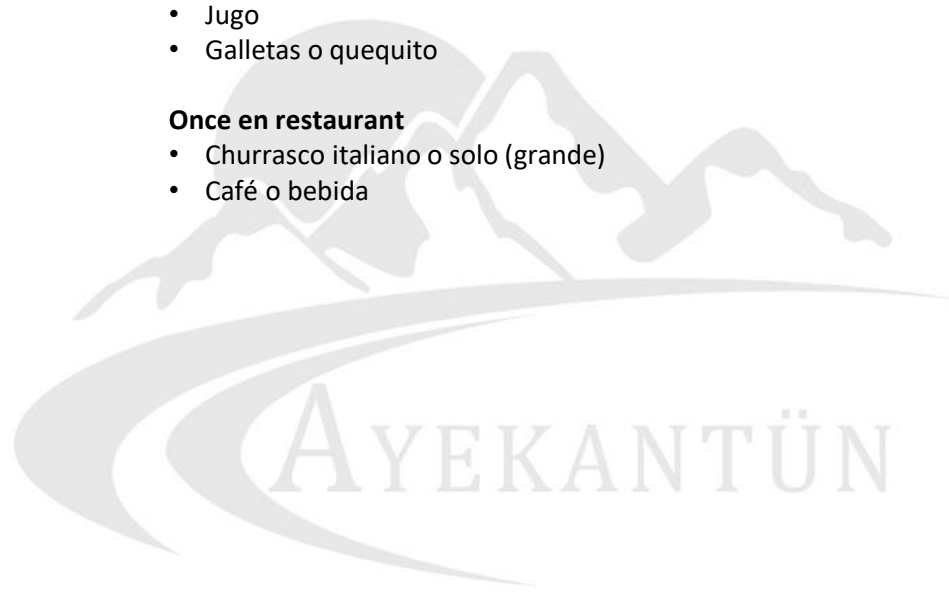 • Jugo
• Galletas o quequito
Once en restaurant
• Churrasco italiano o solo (grande)
• Café o bebida
AYEKANTÜN